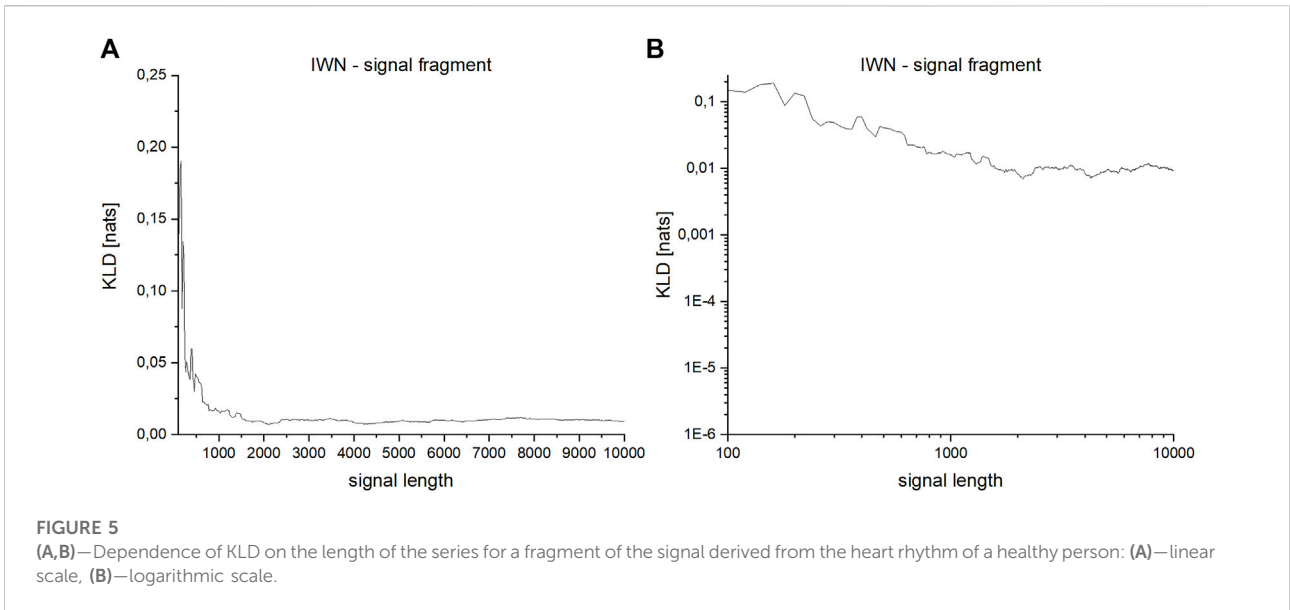 A
IWN - signal fragment
0,25
0,20
0,15
0,10
0,05
0,00
KLD [nats]
1000 2000 3000 4000 5000 6000 7000 8000 9000 10000
signal length
B
IWN - signal fragment
0,1
0,01
0,001
1E-4
1E-5
1E-6
KLD [nats]
100 1000 10000
signal length
FIGURE 5
(A,B)—Dependence of KLD on the length of the series for a fragment of the signal derived from the heart rhythm of a healthy person: (A)—linear
scale, (B)—logarithmic scale.